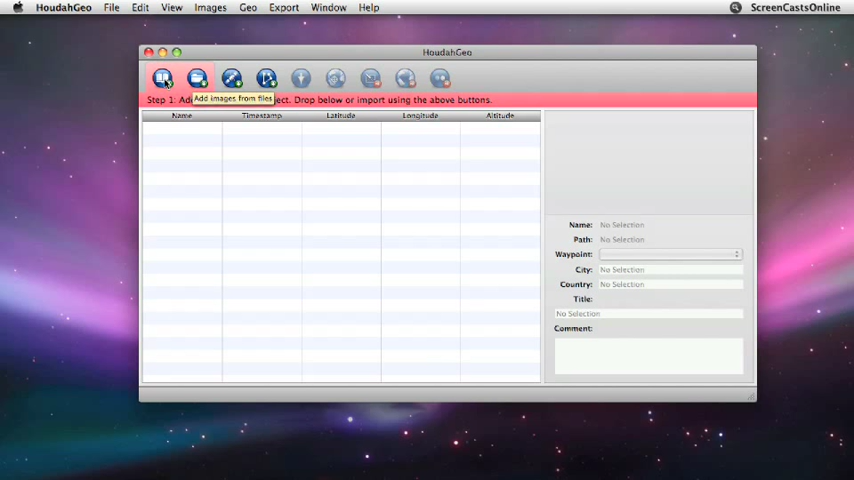 HoudahGeo File Edit View Images Geo Export Window Help ScreenCastsOnline
HoudahGeo
Add images from files
Step 1: Ad ject. Drop below or import using the above buttons.
Name Timestamp Latitude Longitude Altitude
Name: No Selection
Path: No Selection
Waypoint:
City: No Selection
Country: No Selection
Title:
No Selection
Comment: